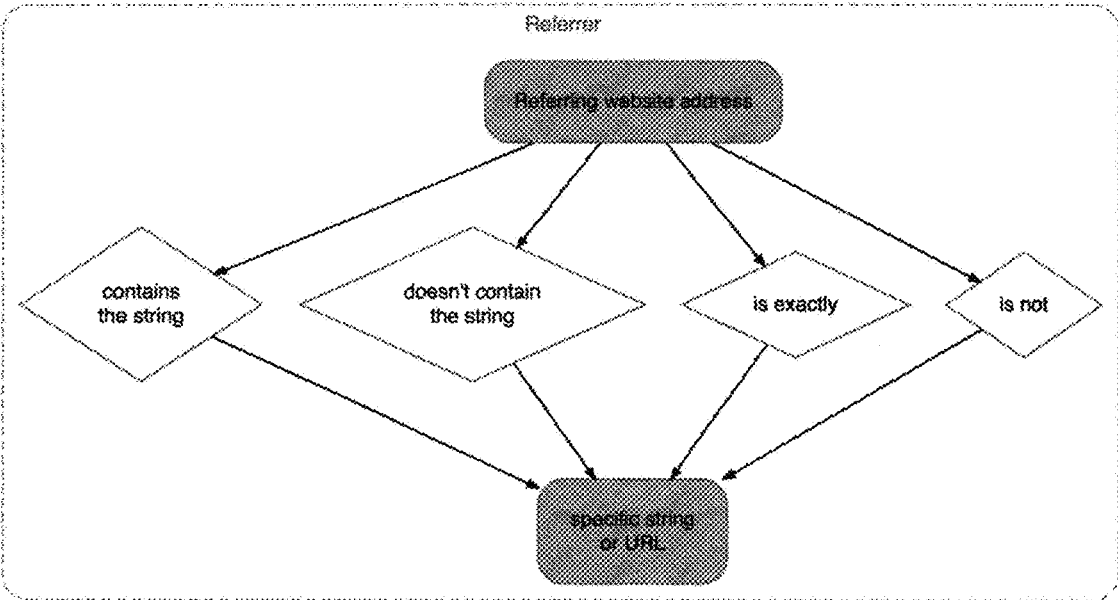 Referrer
Referring website address
contains
the string
doesn't contain
the string
is exactly
is not
specific string
or URL